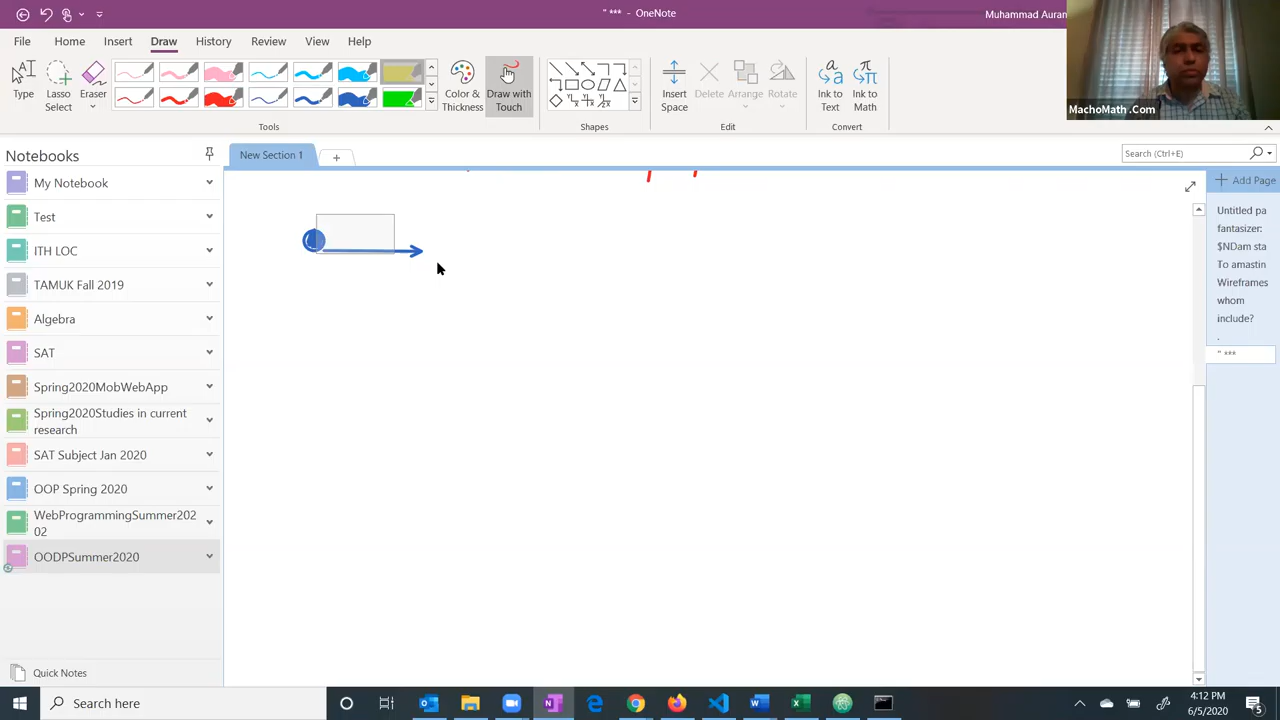 " *** - OneNote
Muhammad Auran
File Home Insert Draw History Review View Help
Type
Lasso Select
Eraser
Color & Thickness
Draw with Touch
Insert Space
Delete
Arrange
Rotate
Ink to Text
Ink to Math
Tools
Shapes
Edit
Convert
MachoMath .Com
Notebooks
New Section 1
Search (Ctrl+E)
Add Page
My Notebook
Test
ITH LOC
TAMUK Fall 2019
Algebra
SAT
Spring2020MobWebApp
Spring2020Studies in current
research
SAT Subject Jan 2020
OOP Spring 2020
WebProgrammingSummer202
02
OODPSummer2020
Quick Notes
Untitled pa
fantasizer:
$NDam sta
To amastin
Wireframes
whom
include?
.
" ***
Search here
4:12 PM
6/5/2020
5